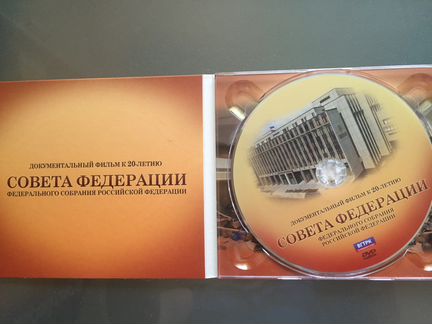 ДОКУМЕНТАЛЬНЫЙ ФИЛЬМ К 20-ЛЕТИЮ
СОВЕТА ФЕДЕРАЦИИ
ФЕДЕРАЛЬНОГО СОБРАНИЯ РОССИЙСКОЙ ФЕДЕРАЦИИ
ДОКУМЕНТАЛЬНЫЙ ФИЛЬМ К 20-ЛЕТИЮ
СОВЕТА ФЕДЕРАЦИИ
ФЕДЕРАЛЬНОГО СОБРАНИЯ
РОССИЙСКОЙ ФЕДЕРАЦИИ
ВГТРК
DVD